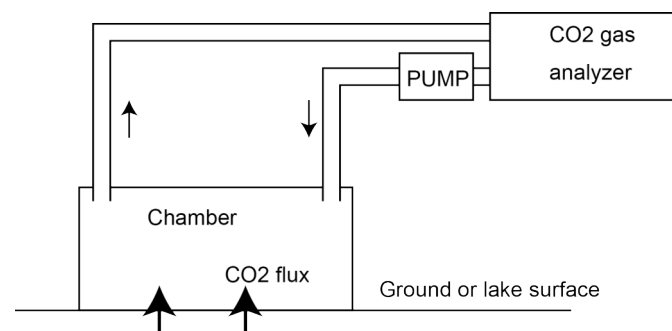 CO2 gas
analyzer
PUMP
Chamber
CO2 flux
Ground or lake surface